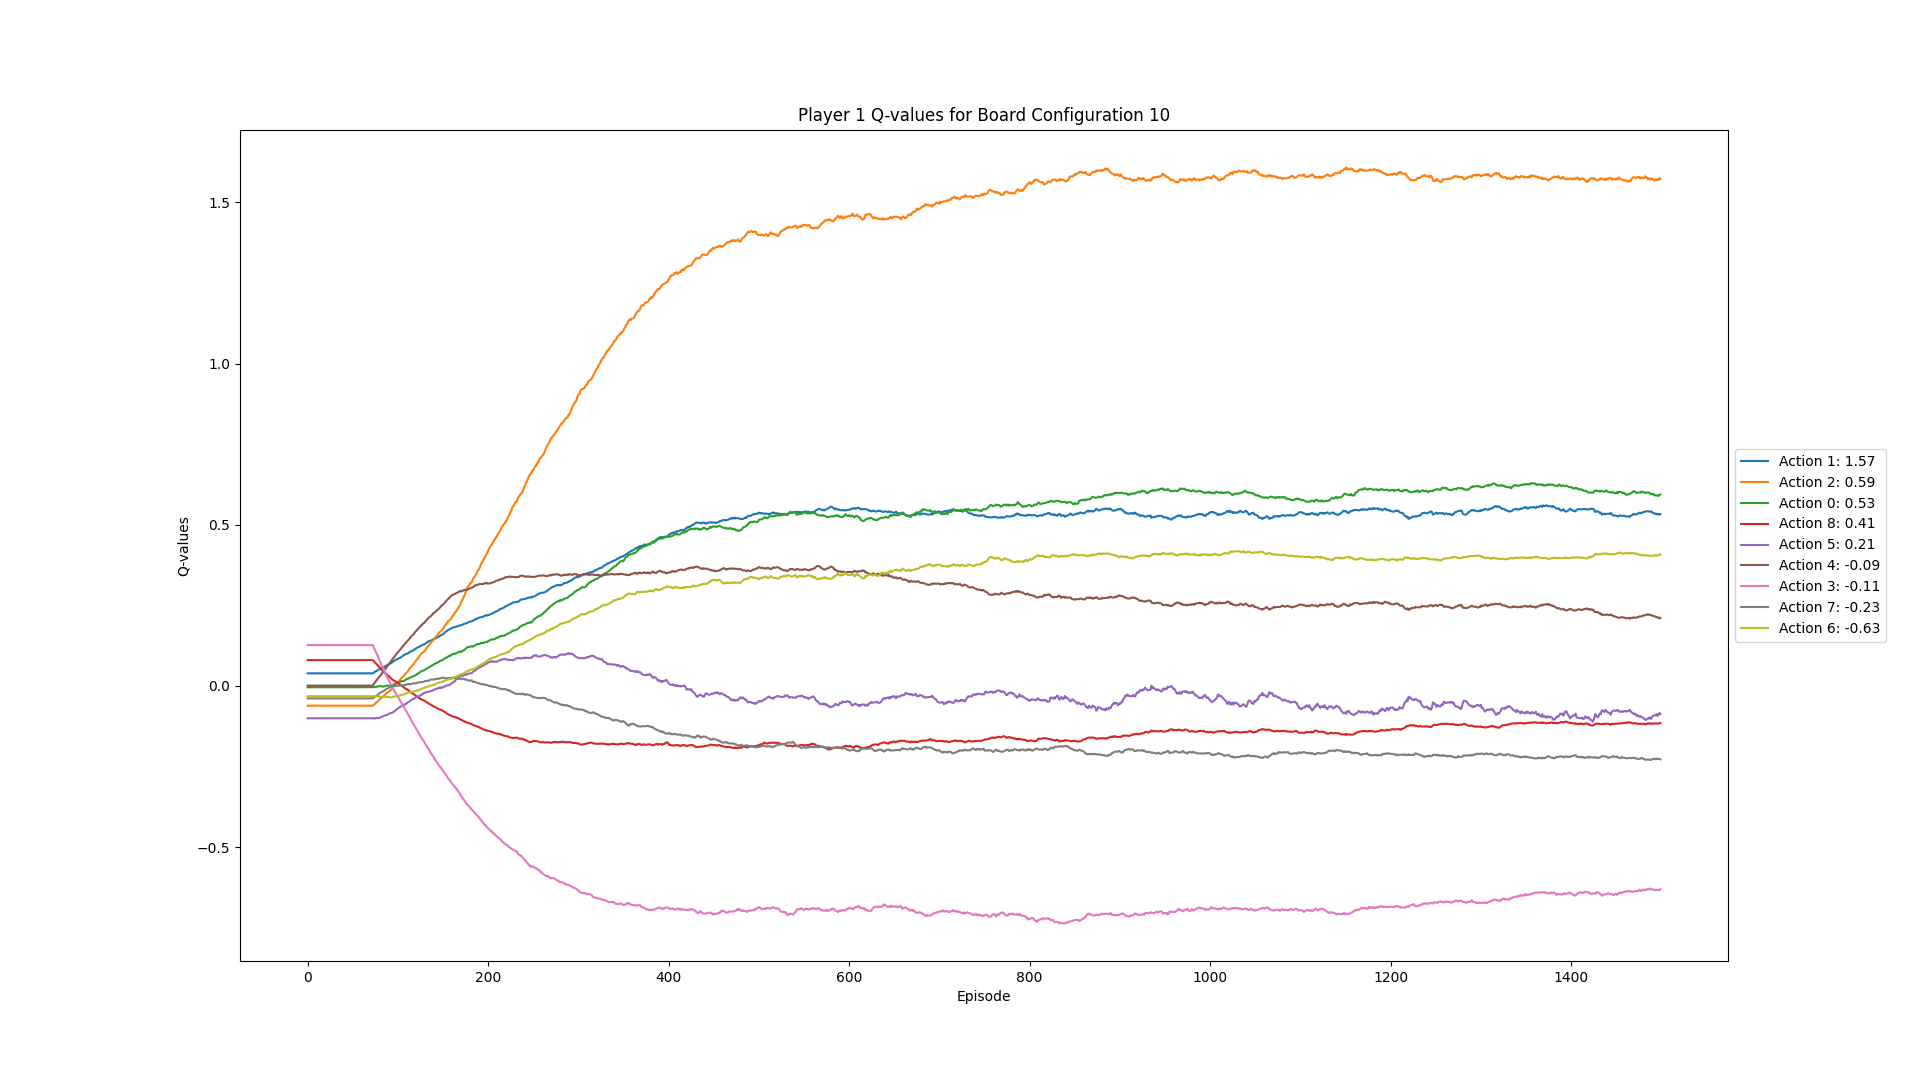 Player 1 Q-values for Board Configuration 10
1.5
1.0
0.5
0.0
−0.5
Q-values
0 200 400 600 800 1000 1200 1400
Episode
Action 1: 1.57
Action 2: 0.59
Action 0: 0.53
Action 8: 0.41
Action 5: 0.21
Action 4: -0.09
Action 3: -0.11
Action 7: -0.23
Action 6: -0.63